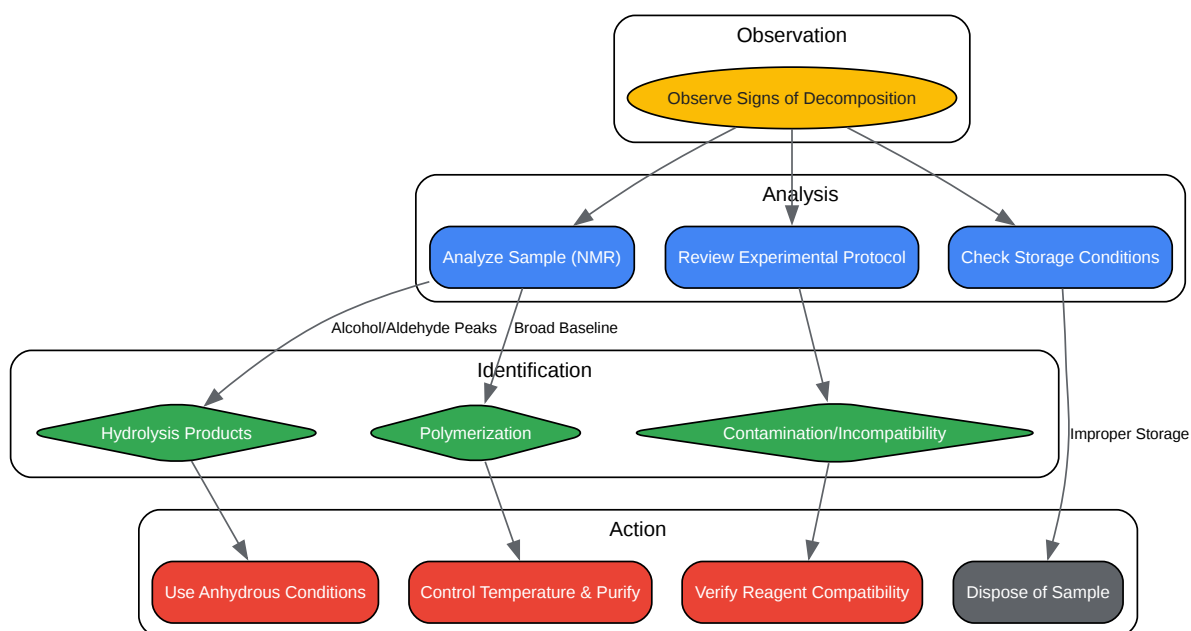 Observation
Observe Signs of Decomposition
Analysis
Analyze Sample (NMR)
Review Experimental Protocol
Check Storage Conditions
Alcohol/Aldehyde Peaks
Broad Baseline
Identification
Hydrolysis Products
Polymerization
Contamination/Incompatibility
Improper Storage
Action
Use Anhydrous Conditions
Control Temperature & Purify
Verify Reagent Compatibility
Dispose of Sample